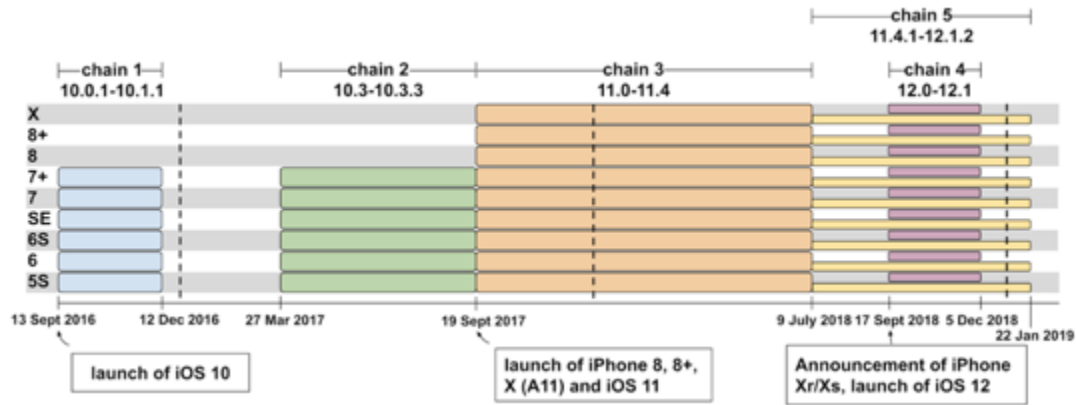 chain 5
11.4.1-12.1.2
chain 1
chain 2
chain 3
chain 4
10.0.1-10.1.1
10.3-10.3.3
11.0-11.4
12.0-12.1
X
8+
8
7+
7
SE
6S
6
5S
13 Sept 2016
12 Dec 2016
27 Mar 2017
19 Sept 2017
9 July 2018
17 Sept 2018
5 Dec 2018
22 Jan 2019
launch of iOS 10
launch of iPhone 8, 8+,
X (A11) and iOS 11
Announcement of iPhone
Xr/Xs, launch of iOS 12